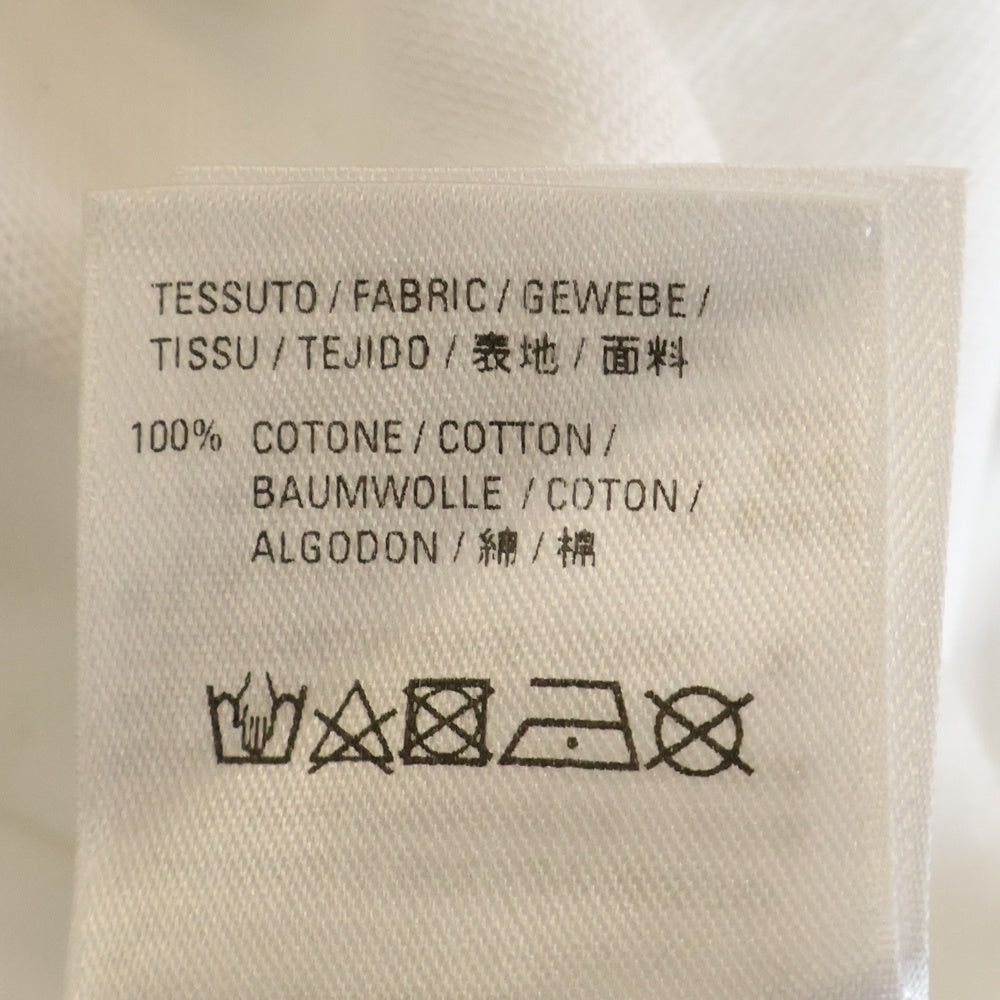 TESSUTO / FABRIC / GEWEBE /
TISSU / TEJIDO / 表地 / 面料
100% COTONE / COTTON /
BAUMWOLLE / COTON /
ALGODON / 綿 / 棉